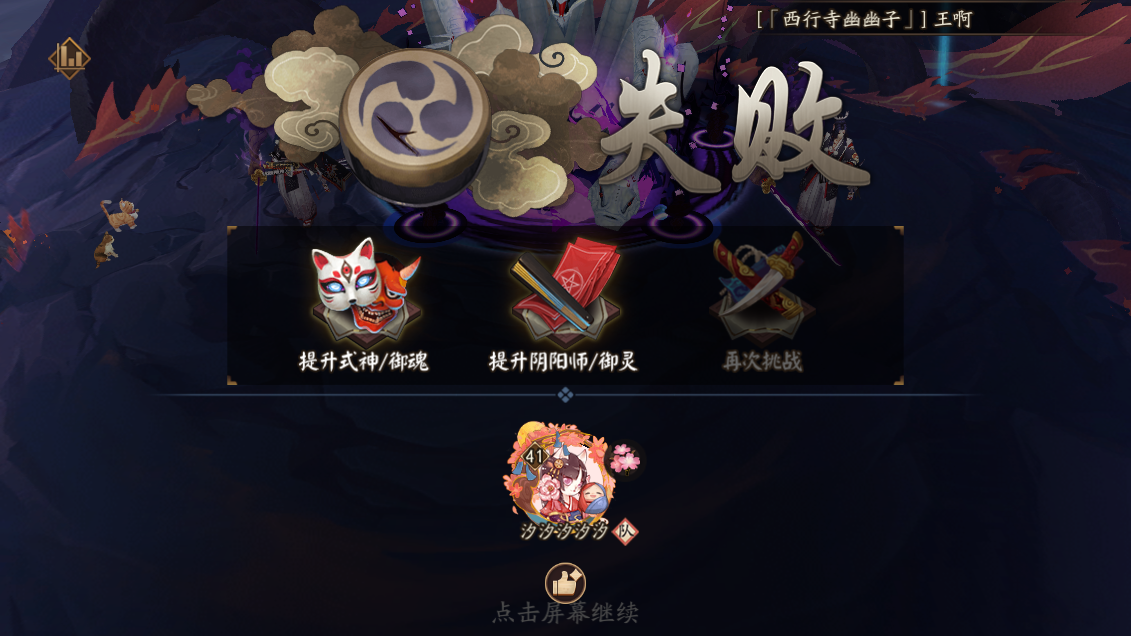 [「西行寺幽幽子」] 王啊
失败
提升式神/御魂
提升阴阳师/御灵
再次挑战
41
汐汐汐汐汐 队
点击屏幕继续